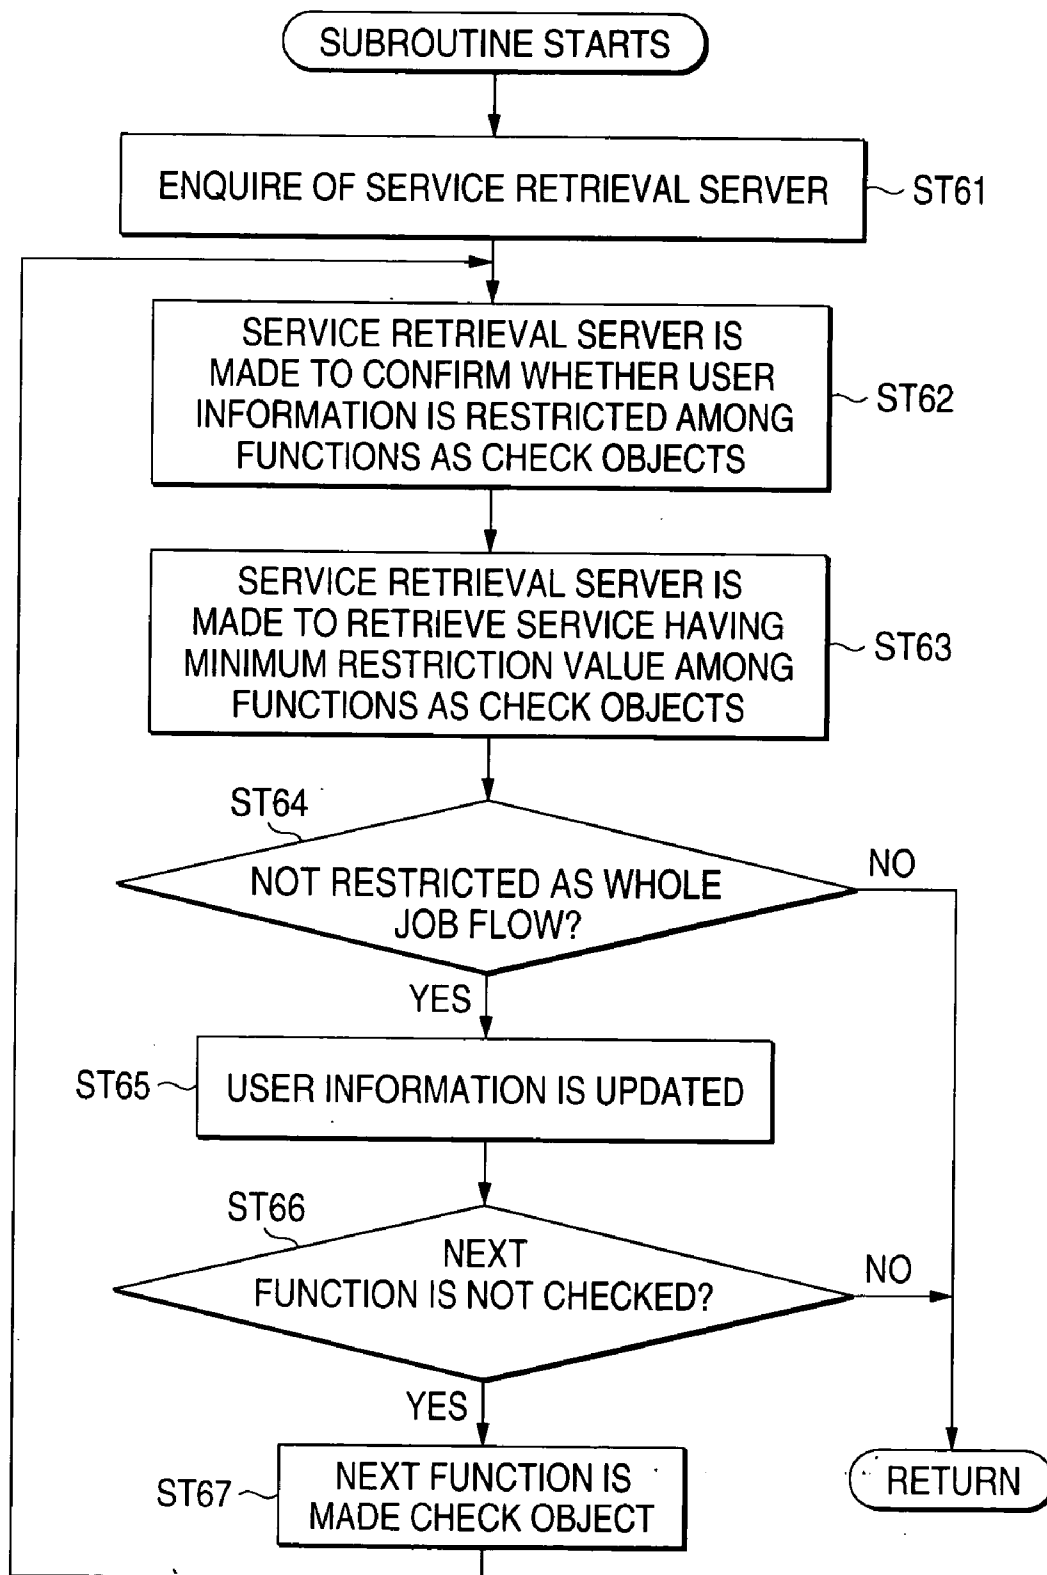 SUBROUTINE STARTS
ENQUIRE OF SERVICE RETRIEVAL SERVER
ST61
SERVICE RETRIEVAL SERVER IS
MADE TO CONFIRM WHETHER USER
INFORMATION IS RESTRICTED AMONG
FUNCTIONS AS CHECK OBJECTS
ST62
SERVICE RETRIEVAL SERVER IS
MADE TO RETRIEVE SERVICE HAVING
MINIMUM RESTRICTION VALUE AMONG
FUNCTIONS AS CHECK OBJECTS
ST63
ST64
NOT RESTRICTED AS WHOLE
JOB FLOW?
NO
YES
ST65
USER INFORMATION IS UPDATED
ST66
NEXT
FUNCTION IS NOT CHECKED?
NO
YES
ST67
NEXT FUNCTION IS
MADE CHECK OBJECT
RETURN